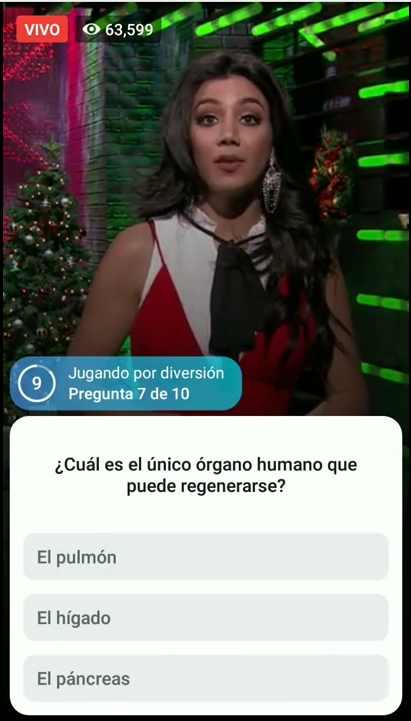 VIVO 63,599
9 Jugando por diversión
Pregunta 7 de 10
¿Cuál es el único órgano humano que
puede regenerarse?
El pulmón
El hígado
El páncreas